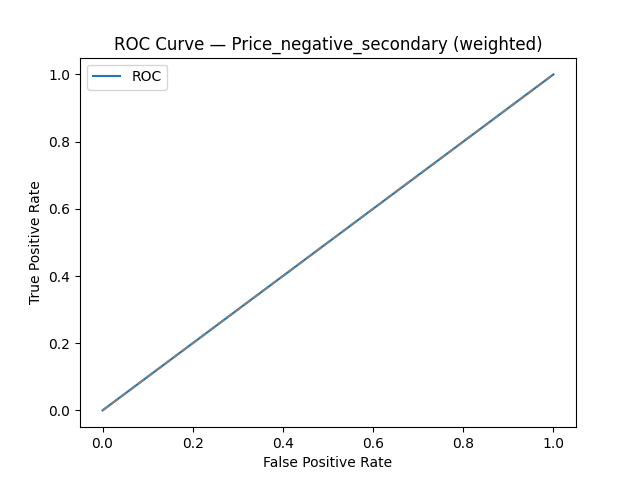 ROC Curve — Price_negative_secondary (weighted)
ROC
1.0
0.8
0.6
0.4
0.2
0.0
True Positive Rate
0.0 0.2 0.4 0.6 0.8 1.0
False Positive Rate